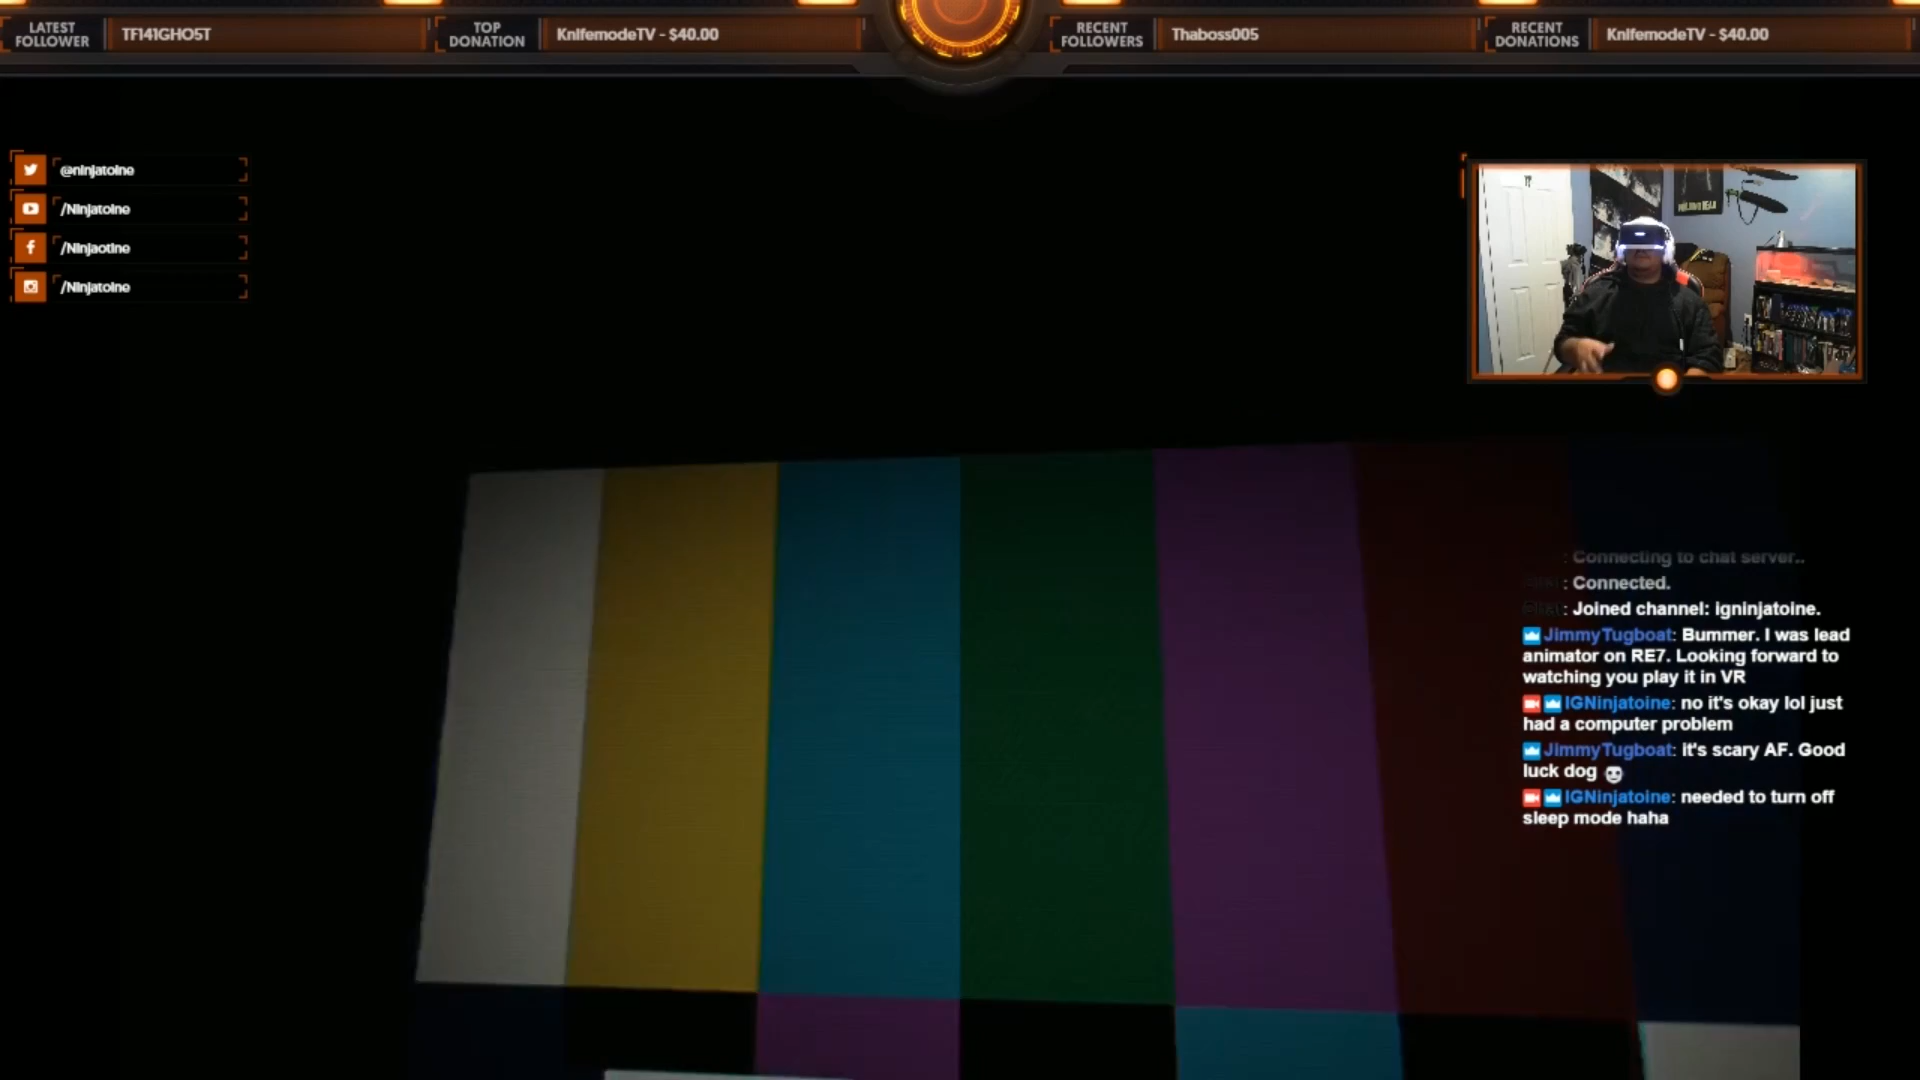 LATEST FOLLOWER
TF141GHO5T
TOP DONATION
KnifemodeTV - $40.00
RECENT FOLLOWERS
Thaboss005
RECENT DONATIONS
KnifemodeTV - $40.00
@ninjatoine
/Ninjatoine
/Ninjaotine
/Ninjatoine
: Connecting to chat server..
: Connected.
Chat: Joined channel: igninjatoine.
JimmyTugboat: Bummer. I was lead
animator on RE7. Looking forward to
watching you play it in VR
IGNinjatoine: no it's okay lol just
had a computer problem
JimmyTugboat: it's scary AF. Good
luck dog
IGNinjatoine: needed to turn off
sleep mode haha